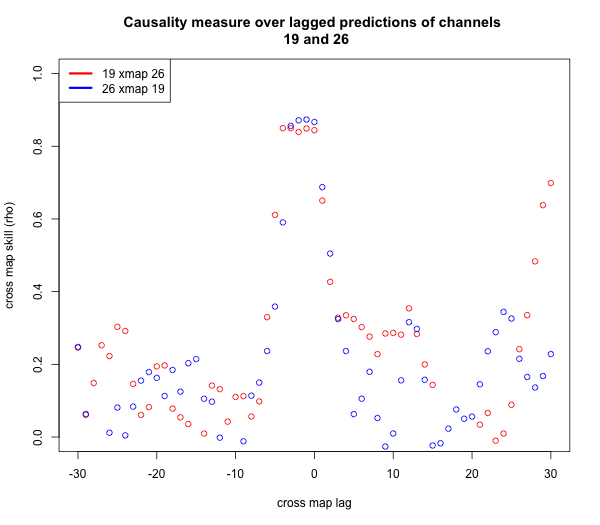 Causality measure over lagged predictions of channels
19 and 26
19 xmap 26
26 xmap 19
cross map skill (rho)
1.0
0.8
0.6
0.4
0.2
0.0
-30 -20 -10 0 10 20 30
cross map lag